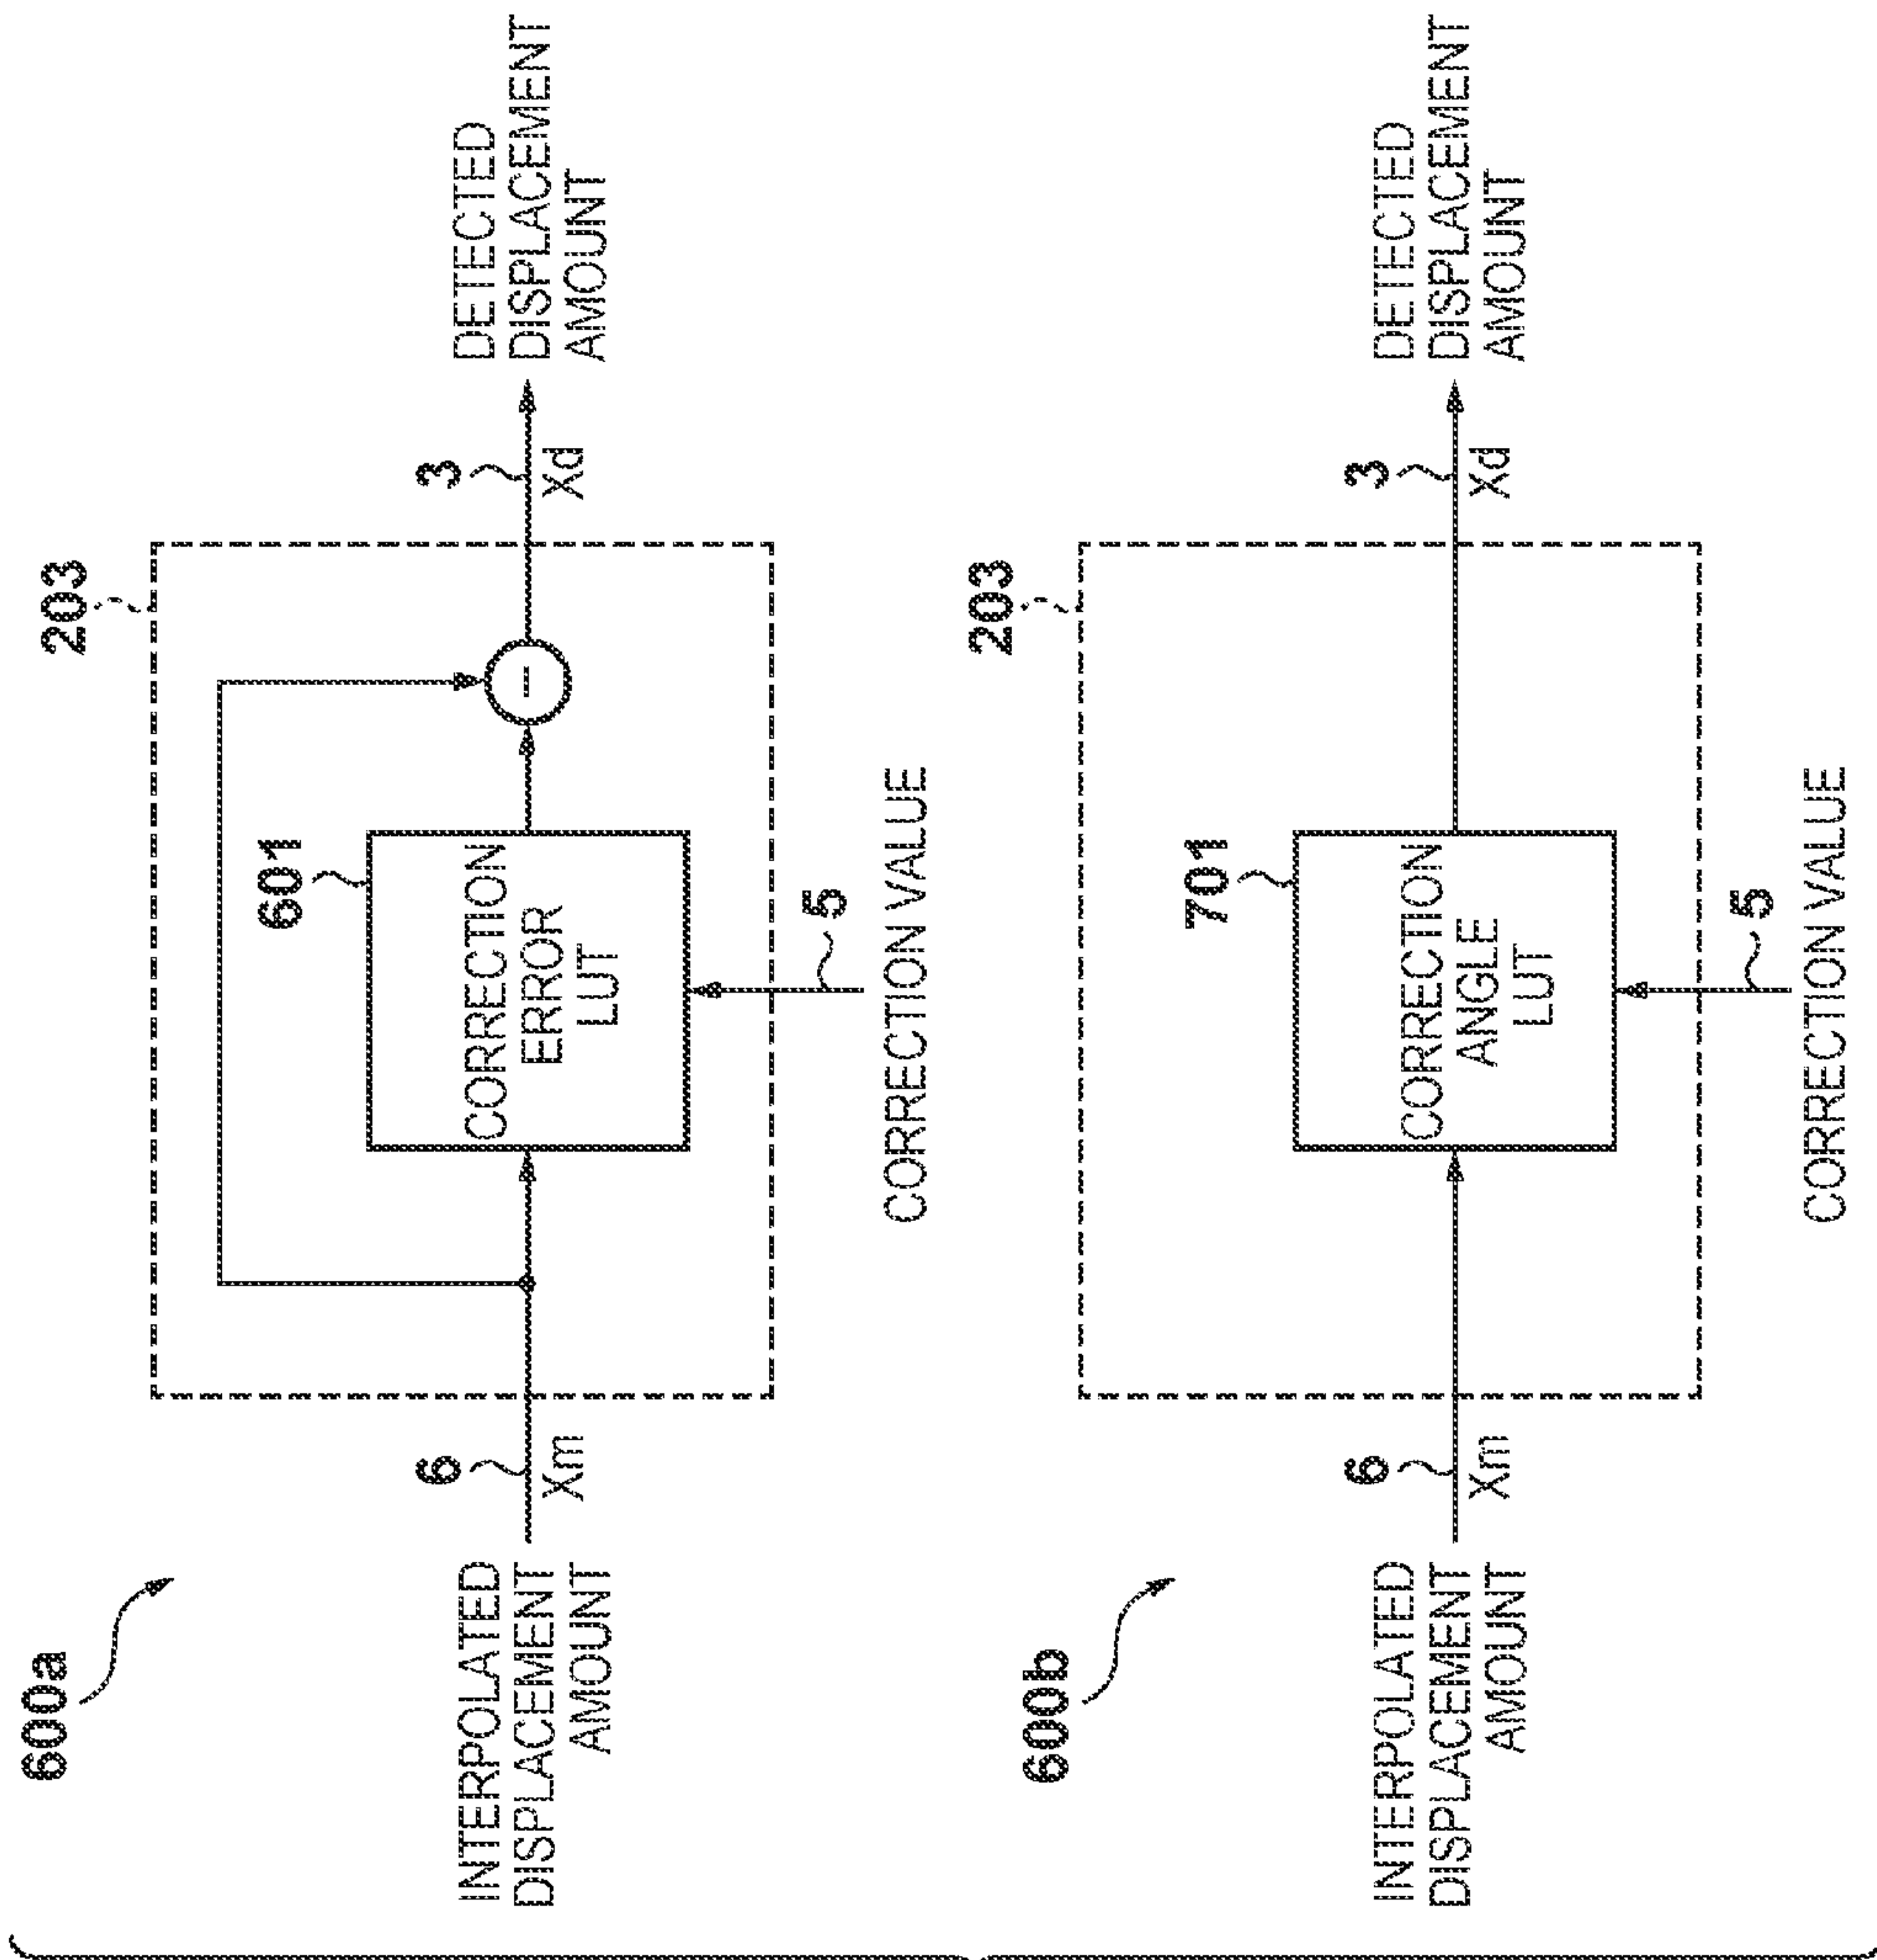 600a
203
INTERPOLATED
DISPLACEMENT
AMOUNT
6
Xm
601
CORRECTION
ERROR
LUT
–
3
Xd
DETECTED
DISPLACEMENT
AMOUNT
5
CORRECTION VALUE
600b
203
INTERPOLATED
DISPLACEMENT
AMOUNT
6
Xm
701
CORRECTION
ANGLE
LUT
3
Xd
DETECTED
DISPLACEMENT
AMOUNT
5
CORRECTION VALUE